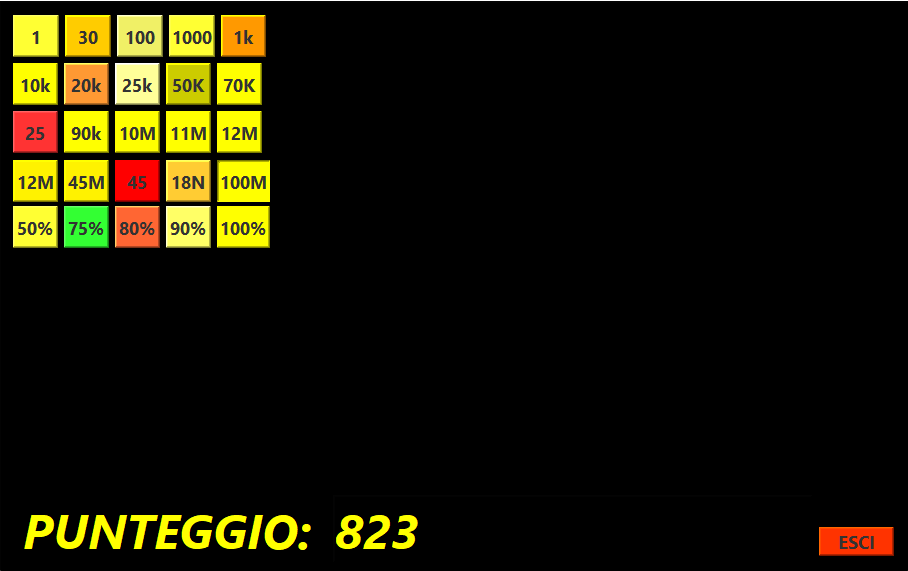 1 30 100 1000 1k
10k 20k 25k 50K 70K
25 90k 10M 11M 12M
12M 45M 45 18N 100M
50% 75% 80% 90% 100%
PUNTEGGIO: 823
ESCI